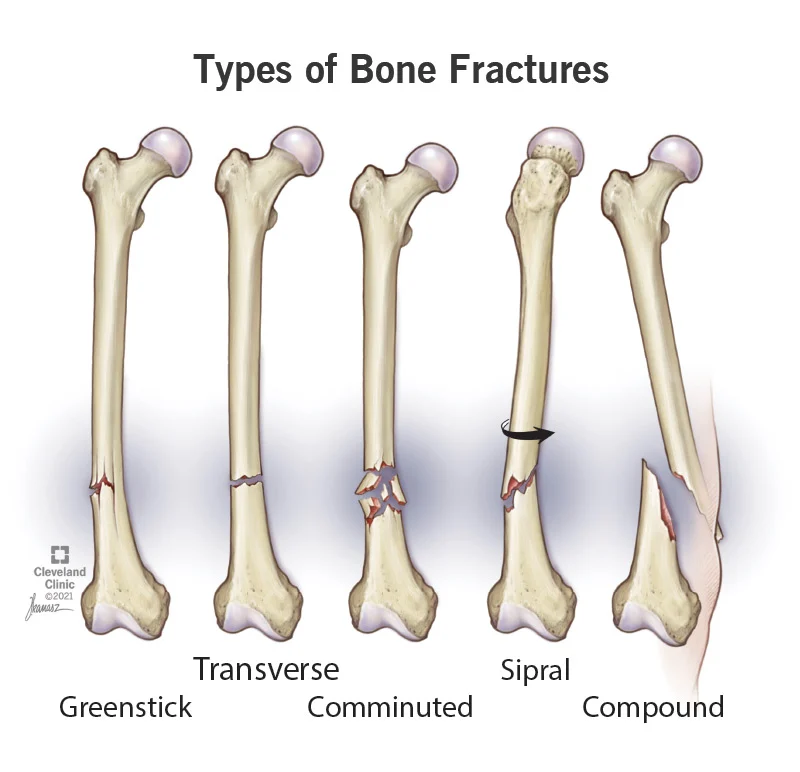 Types of Bone Fractures
Cleveland
Clinic
©2021
Transverse
Sipral
Greenstick
Comminuted
Compound